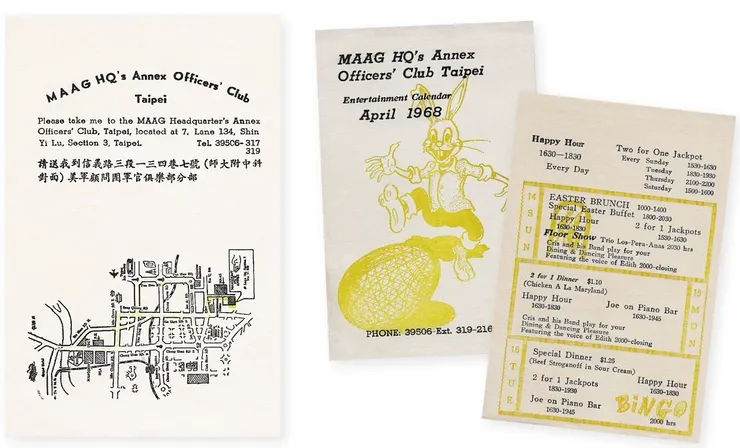 MAAG HQ's Annex Officers' Club
Taipei
Please take me to the MAAG Headquarter's Annex
Officers' Club, Taipei, located at 7, Lane 134, Shin
Yi Lu, Section 3, Taipei. Tel. 39506-317
319
請送我到信義路三段一三四巷七號 (師大附中斜
對面) 美軍顧問團軍官俱樂部分部
MAAG HQ's Annex
Officers' Club Taipei
Entertainment Calendar
April 1968
PHONE: 39506-Ext. 319-216
Happy Hour
1630—1830
Every Day
Two for One Jackpot
Every Sunday 1530-1630
Tuesday 1830-1930
Thursday 2100-2200
Saturday 1500-1600
14 SUN
EASTER BRUNCH 1000-1400
Special Easter Buffet 1800-2030
Happy Hour 2 for 1 Jackpots
1630-1830 1530-1630
Floor Show Trio Los-Peru-Anas 2030 hrs
Cris and his Band play for your
Dining & Dancing Pleasure
Featuring the voice of Edith 2000-closing
15 MON
2 for 1 Dinner $1.10
(Chicken A La Maryland)
Happy Hour Joe on Piano Bar
1630-1830 1630-1945
Cris and his Band play for your
Dining & Dancing Pleasure
Featuring the voice of Edith 2000-closing
16 TUE
Special Dinner $1.25
(Beef Stroganoff in Sour Cream)
2 for 1 Jackpots Happy Hour
1830-1930 1630-1830
Joe on Piano Bar BiNGO
1630-1945 2000 hrs